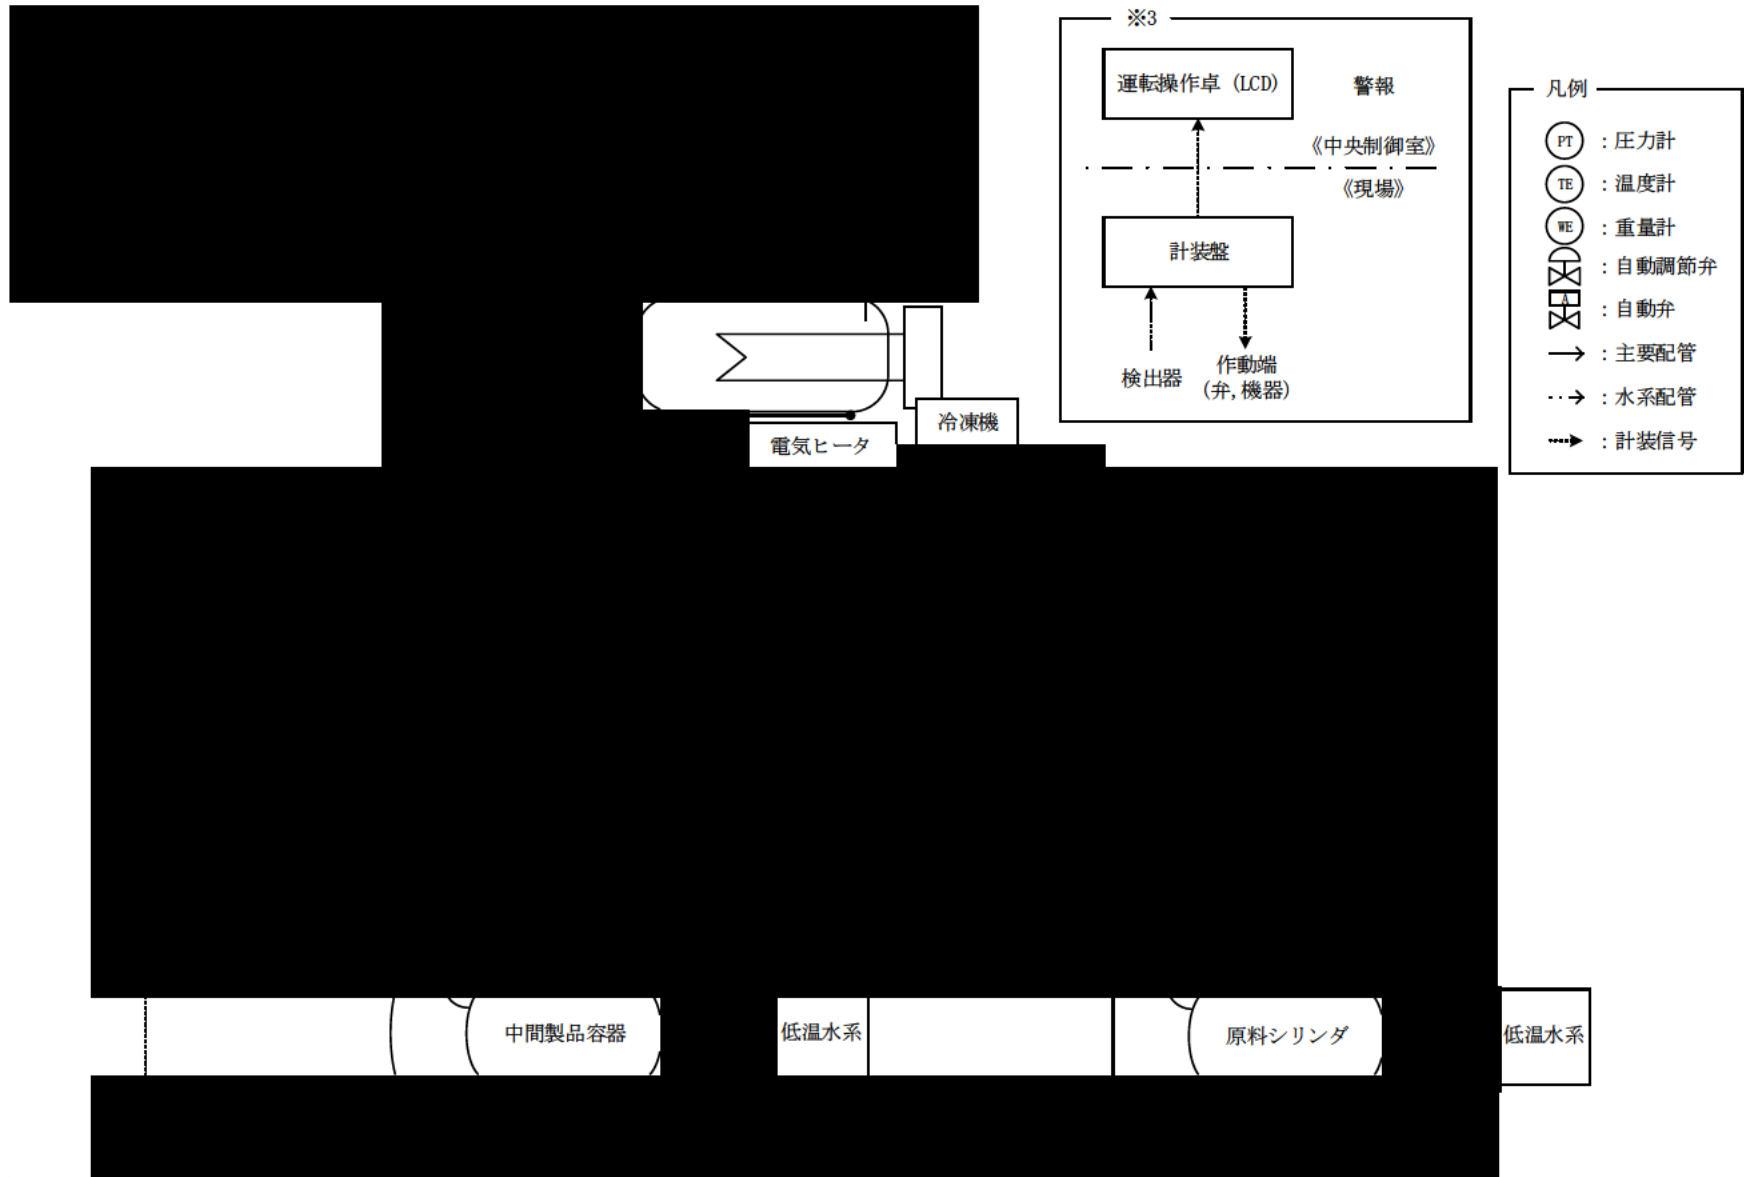 ※3
運転操作卓 (LCD)
警報
《中央制御室》
《現場》
計装盤
検出器
作動端
(弁,機器)
凡例
PT :圧力計
TE :温度計
WE :重量計
:自動調節弁
A :自動弁
:主要配管
:水系配管
:計装信号
冷凍機
電気ヒータ
中間製品容器
低温水系
原料シリンダ
低温水系